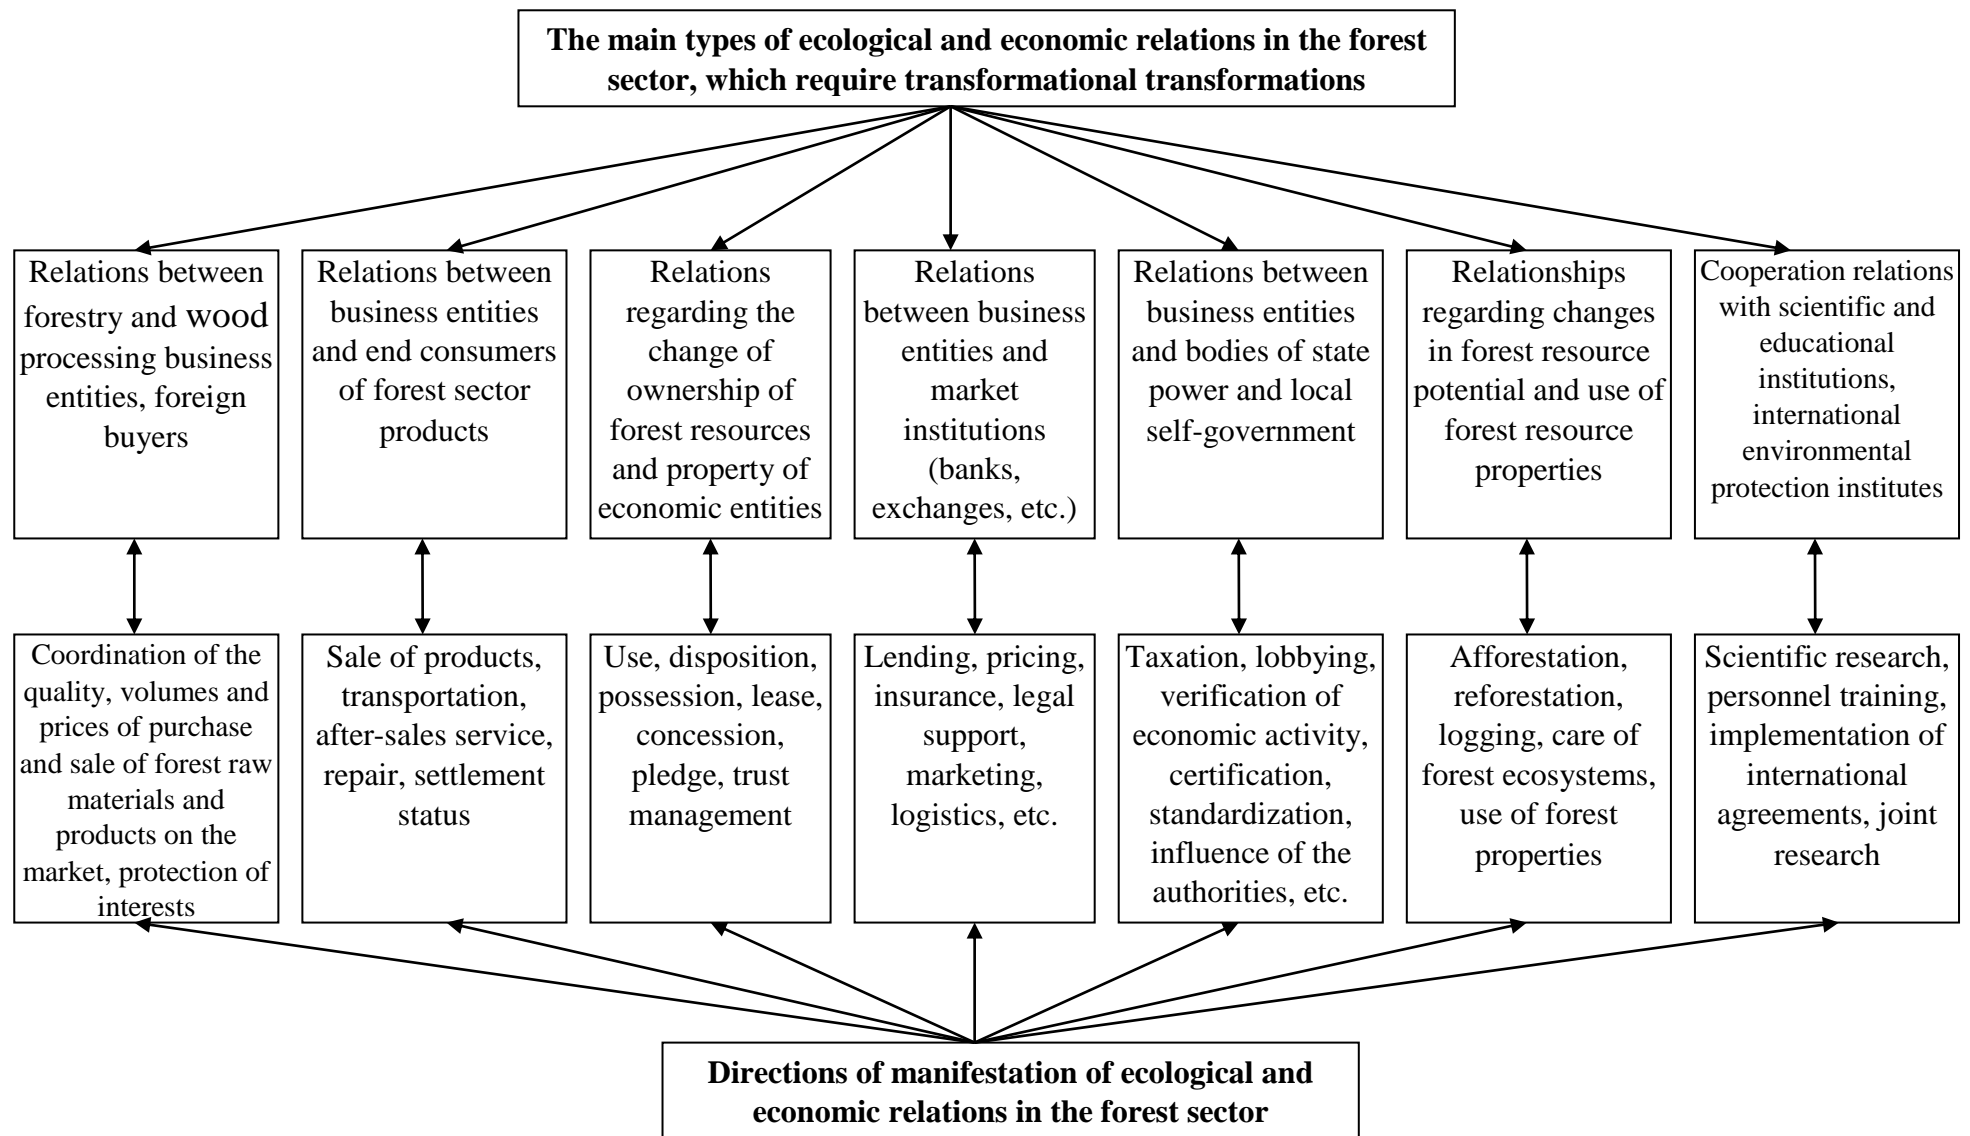 The main types of ecological and economic relations in the forest
sector, which require transformational transformations
Relations between
forestry and wood
processing business
entities, foreign
buyers
Relations between
business entities
and end consumers
of forest sector
products
Relations
regarding the
change of
ownership of
forest resources
and property of
economic entities
Relations
between business
entities and
market
institutions
(banks,
exchanges, etc.)
Relations between
business entities
and bodies of state
power and local
self-government
Relationships
regarding changes
in forest resource
potential and use of
forest resource
properties
Cooperation relations
with scientific and
educational
institutions,
international
environmental
protection institutes
Coordination of the
quality, volumes and
prices of purchase
and sale of forest raw
materials and
products on the
market, protection of
interests
Sale of products,
transportation,
after-sales service,
repair, settlement
status
Use, disposition,
possession, lease,
concession,
pledge, trust
management
Lending, pricing,
insurance, legal
support,
marketing,
logistics, etc.
Taxation, lobbying,
verification of
economic activity,
certification,
standardization,
influence of the
authorities, etc.
Afforestation,
reforestation,
logging, care of
forest ecosystems,
use of forest
properties
Scientific research,
personnel training,
implementation of
international
agreements, joint
research
Directions of manifestation of ecological and
economic relations in the forest sector